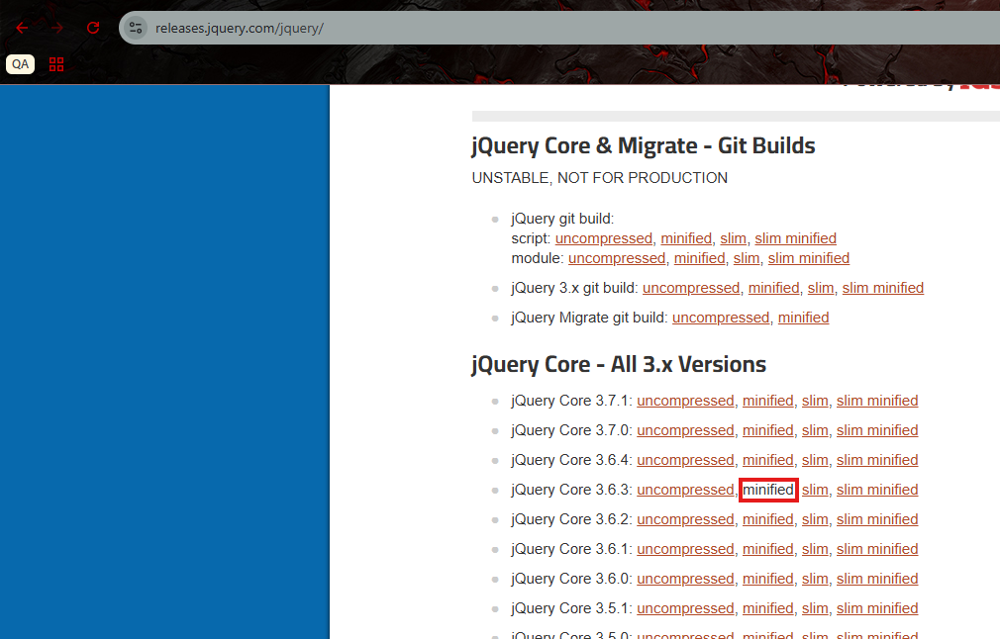 releases.jquery.com/jquery/
QA
jQuery Core & Migrate - Git Builds
UNSTABLE, NOT FOR PRODUCTION
jQuery git build:
script: uncompressed, minified, slim, slim minified
module: uncompressed, minified, slim, slim minified
jQuery 3.x git build: uncompressed, minified, slim, slim minified
jQuery Migrate git build: uncompressed, minified
jQuery Core - All 3.x Versions
jQuery Core 3.7.1: uncompressed, minified, slim, slim minified
jQuery Core 3.7.0: uncompressed, minified, slim, slim minified
jQuery Core 3.6.4: uncompressed, minified, slim, slim minified
jQuery Core 3.6.3: uncompressed, minified, slim, slim minified
jQuery Core 3.6.2: uncompressed, minified, slim, slim minified
jQuery Core 3.6.1: uncompressed, minified, slim, slim minified
jQuery Core 3.6.0: uncompressed, minified, slim, slim minified
jQuery Core 3.5.1: uncompressed, minified, slim, slim minified
jQuery Core 3.5.0: uncompressed, minified, slim, slim minified